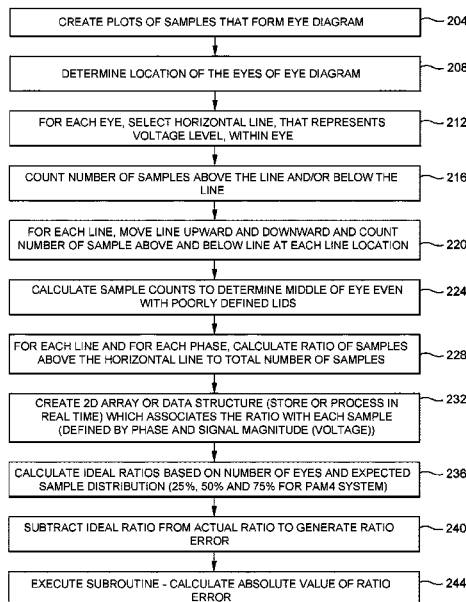 CREATE PLOTS OF SAMPLES THAT FORM EYE DIAGRAM
204
DETERMINE LOCATION OF THE EYES OF EYE DIAGRAM
208
FOR EACH EYE, SELECT HORIZONTAL LINE, THAT REPRESENTS
VOLTAGE LEVEL, WITHIN EYE
212
COUNT NUMBER OF SAMPLES ABOVE THE LINE AND/OR BELOW THE
LINE
216
FOR EACH LINE, MOVE LINE UPWARD AND DOWNWARD AND COUNT
NUMBER OF SAMPLE ABOVE AND BELOW LINE AT EACH LINE LOCATION
220
CALCULATE SAMPLE COUNTS TO DETERMINE MIDDLE OF EYE EVEN
WITH POORLY DEFINED LIDS
224
FOR EACH LINE AND FOR EACH PHASE, CALCULATE RATIO OF SAMPLES
ABOVE THE HORIZONTAL LINE TO TOTAL NUMBER OF SAMPLES
228
CREATE 2D ARRAY OR DATA STRUCTURE (STORE OR PROCESS IN
REAL TIME) WHICH ASSOCIATES THE RATIO WITH EACH SAMPLE
(DEFINED BY PHASE AND SIGNAL MAGNITUDE (VOLTAGE))
232
CALCULATE IDEAL RATIOS BASED ON NUMBER OF EYES AND EXPECTED
SAMPLE DISTRIBUTION (25%, 50% AND 75% FOR PAM4 SYSTEM)
236
SUBTRACT IDEAL RATIO FROM ACTUAL RATIO TO GENERATE RATIO
ERROR
240
EXECUTE SUBROUTINE - CALCULATE ABSOLUTE VALUE OF RATIO
ERROR
244